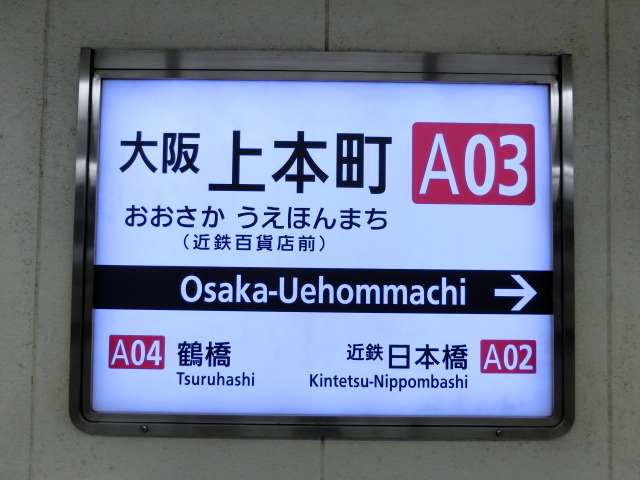 大阪 上本町 A03
おおさか うえほんまち
（近鉄百貨店前）
Osaka-Uehommachi →
A04 鶴橋
Tsuruhashi
近鉄 日本橋 A02
Kintetsu-Nippombashi